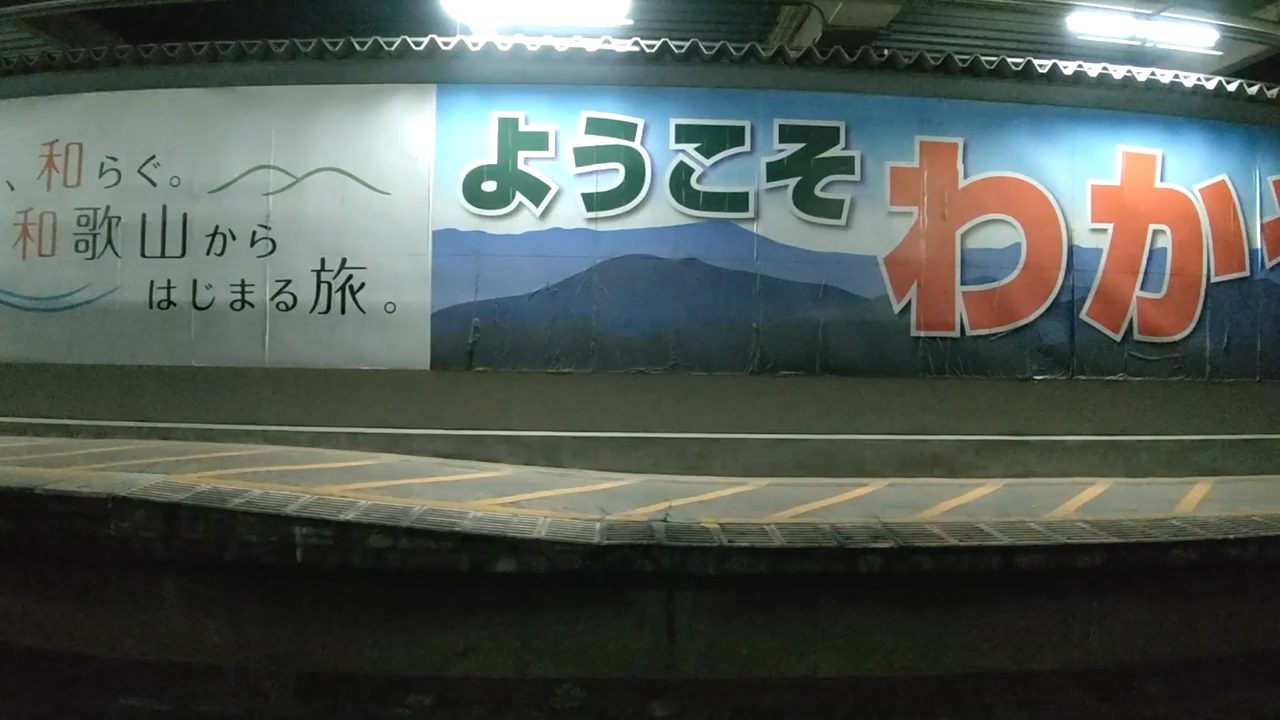 、和らぐ。
和歌山から
はじまる旅。
ようこそ
わか